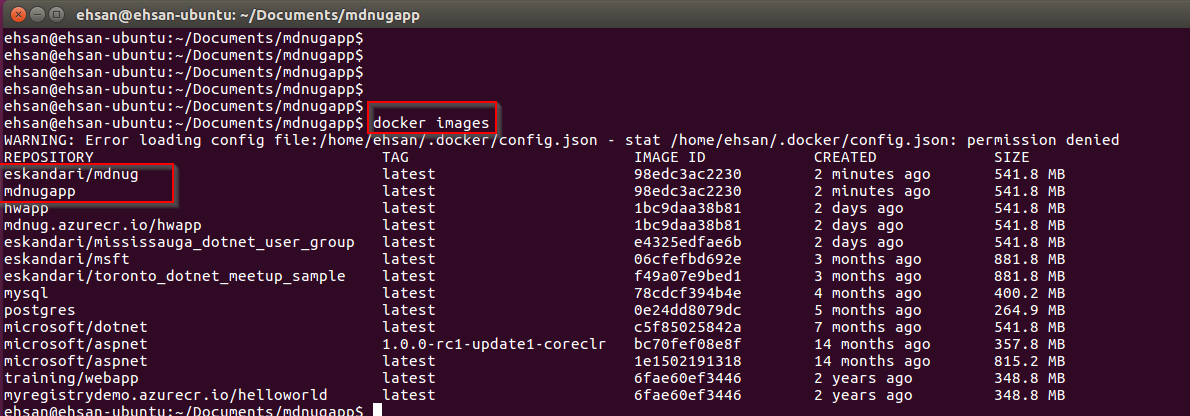 ehsan@ehsan-ubuntu: ~/Documents/mdnugapp
ehsan@ehsan-ubuntu:~/Documents/mdnugapp$
ehsan@ehsan-ubuntu:~/Documents/mdnugapp$
ehsan@ehsan-ubuntu:~/Documents/mdnugapp$
ehsan@ehsan-ubuntu:~/Documents/mdnugapp$
ehsan@ehsan-ubuntu:~/Documents/mdnugapp$
ehsan@ehsan-ubuntu:~/Documents/mdnugapp$ docker images
WARNING: Error loading config file:/home/ehsan/.docker/config.json - stat /home/ehsan/.docker/config.json: permission denied
REPOSITORY TAG IMAGE ID CREATED SIZE
eskandari/mdnug latest 98edc3ac2230 2 minutes ago 541.8 MB
mdnugapp latest 98edc3ac2230 2 minutes ago 541.8 MB
hwapp latest 1bc9daa38b81 2 days ago 541.8 MB
mdnug.azurecr.io/hwapp latest 1bc9daa38b81 2 days ago 541.8 MB
eskandari/mississauga_dotnet_user_group latest e4325edfae6b 2 days ago 541.8 MB
eskandari/msft latest 06cfefbd692e 3 months ago 881.8 MB
eskandari/toronto_dotnet_meetup_sample latest f49a07e9bed1 3 months ago 881.8 MB
mysql latest 78cdcf394b4e 4 months ago 400.2 MB
postgres latest 0e24dd8079dc 5 months ago 264.9 MB
microsoft/dotnet latest c5f85025842a 7 months ago 541.8 MB
microsoft/aspnet 1.0.0-rc1-update1-coreclr bc70fef08e8f 14 months ago 357.8 MB
microsoft/aspnet latest 1e1502191318 14 months ago 815.2 MB
training/webapp latest 6fae60ef3446 2 years ago 348.8 MB
myregistrydemo.azurecr.io/helloworld latest 6fae60ef3446 2 years ago 348.8 MB
ehsan@ehsan-ubuntu:~/Documents/mdnugapp$